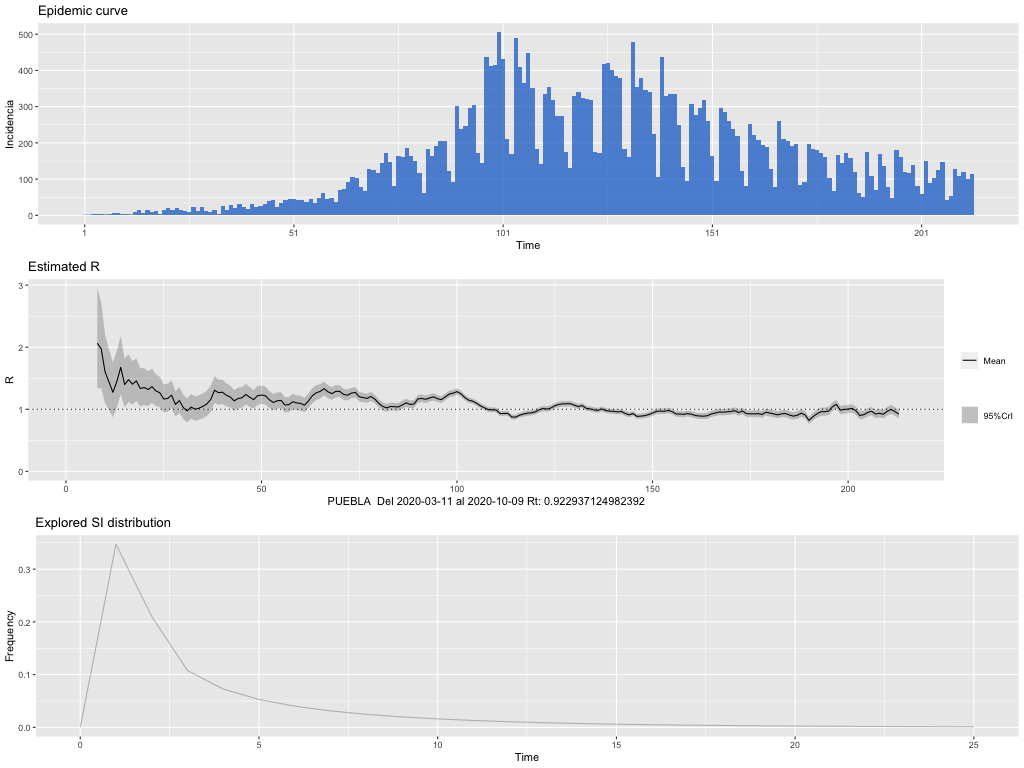 Epidemic curve
500
400
300
200
100
0
Incidencia
1 51 101 151 201
Time
Estimated R
3
2
1
0
R
Mean
95%CrI
0 50 100 150 200
PUEBLA Del 2020-03-11 al 2020-10-09 Rt: 0.922937124982392
Explored SI distribution
0.3
0.2
0.1
0.0
Frequency
0 5 10 15 20 25
Time